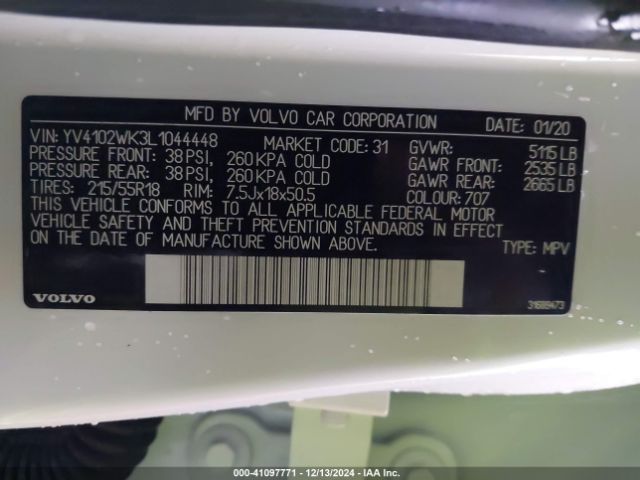 MFD BY VOLVO CAR CORPORATION DATE: 01/20
VIN: YV4102WK3L1044448 MARKET CODE: 31 GVWR: 5115 LB
PRESSURE FRONT: 38 PSI, 260 KPA COLD GAWR FRONT: 2535 LB
PRESSURE REAR: 38 PSI, 260 KPA COLD GAWR REAR: 2665 LB
TIRES: 215/55R18 RIM: 7.5Jx18x50.5 COLOUR: 707
THIS VEHICLE CONFORMS TO ALL APPLICABLE FEDERAL MOTOR
VEHICLE SAFETY AND THEFT PREVENTION STANDARDS IN EFFECT
ON THE DATE OF MANUFACTURE SHOWN ABOVE. TYPE: MPV
VOLVO 31689473
000-41097771 - 12/13/2024 - IAA Inc.